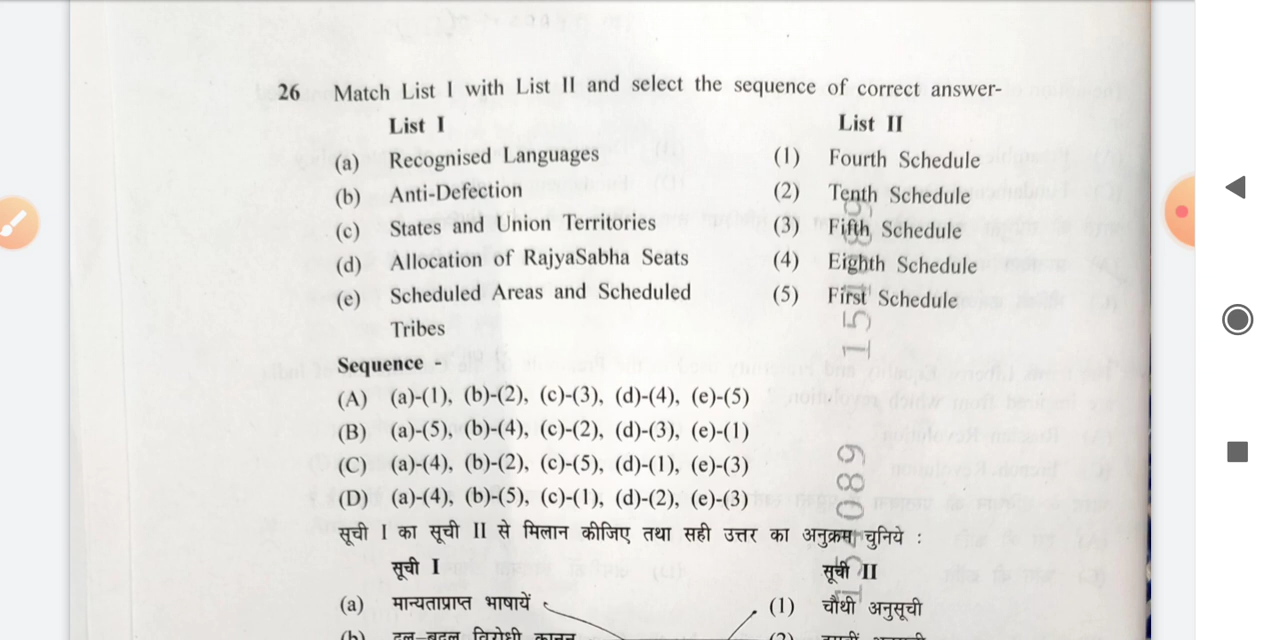 26 Match List I with List II and select the sequence of correct answer-
List I List II
(a) Recognised Languages (1) Fourth Schedule
(b) Anti-Defection (2) Tenth Schedule
(c) States and Union Territories (3) Fifth Schedule
(d) Allocation of RajyaSabha Seats (4) Eighth Schedule
(e) Scheduled Areas and Scheduled (5) First Schedule
Tribes
Sequence -
(A) (a)-(1), (b)-(2), (c)-(3), (d)-(4), (e)-(5)
(B) (a)-(5), (b)-(4), (c)-(2), (d)-(3), (e)-(1)
(C) (a)-(4), (b)-(2), (c)-(5), (d)-(1), (e)-(3)
(D) (a)-(4), (b)-(5), (c)-(1), (d)-(2), (e)-(3)
सूची I का सूची II से मिलान कीजिए तथा सही उत्तर का अनुक्रम चुनिये :
सूची I सूची II
(a) मान्यताप्राप्त भाषायें (1) चौथी अनुसूची
(b) दल-बदल विरोधी कानून (2)
154089